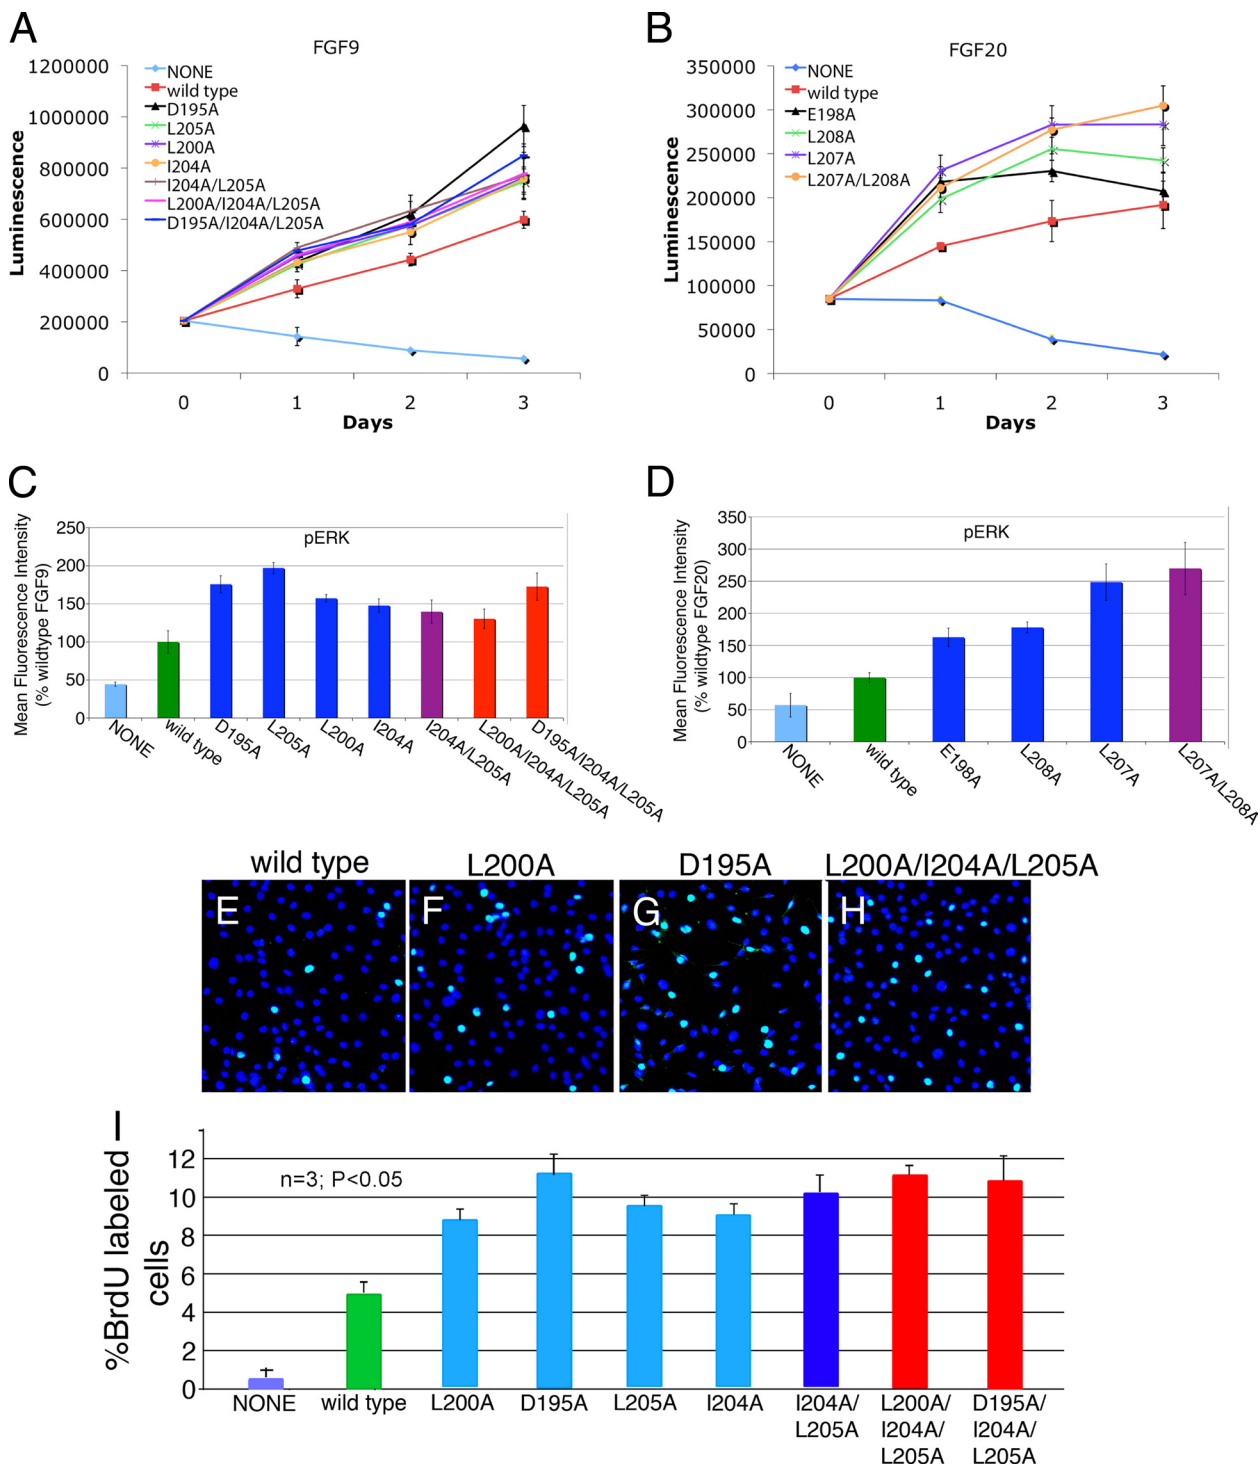 A
FGF9
1200000
1000000
800000
600000
400000
200000
0
Luminescence
NONE
wild type
D195A
L205A
L200A
I204A
I204A/L205A
L200A/I204A/L205A
D195A/I204A/L205A
0 1 2 3
Days
B
FGF20
350000
300000
250000
200000
150000
100000
50000
0
Luminescence
NONE
wild type
E198A
L208A
L207A
L207A/L208A
0 1 2 3
Days
C
pERK
Mean Fluorescence Intensity
(% wildtype FGF9)
250
200
150
100
50
0
NONE
wild type
D195A
L205A
L200A
I204A
I204A/L205A
L200A/I204A/L205A
D195A/I204A/L205A
D
pERK
Mean Fluorescence Intensity
(% wildtype FGF20)
350
300
250
200
150
100
50
0
NONE
wild type
E198A
L208A
L207A
L207A/L208A
wild type
L200A
D195A
L200A/I204A/L205A
E
F
G
H
I
n=3; P<0.05
%BrdU labeled
cells
12
10
8
6
4
2
0
NONE
wild type
L200A
D195A
L205A
I204A
I204A/
L205A
L200A/
I204A/
L205A
D195A/
I204A/
L205A